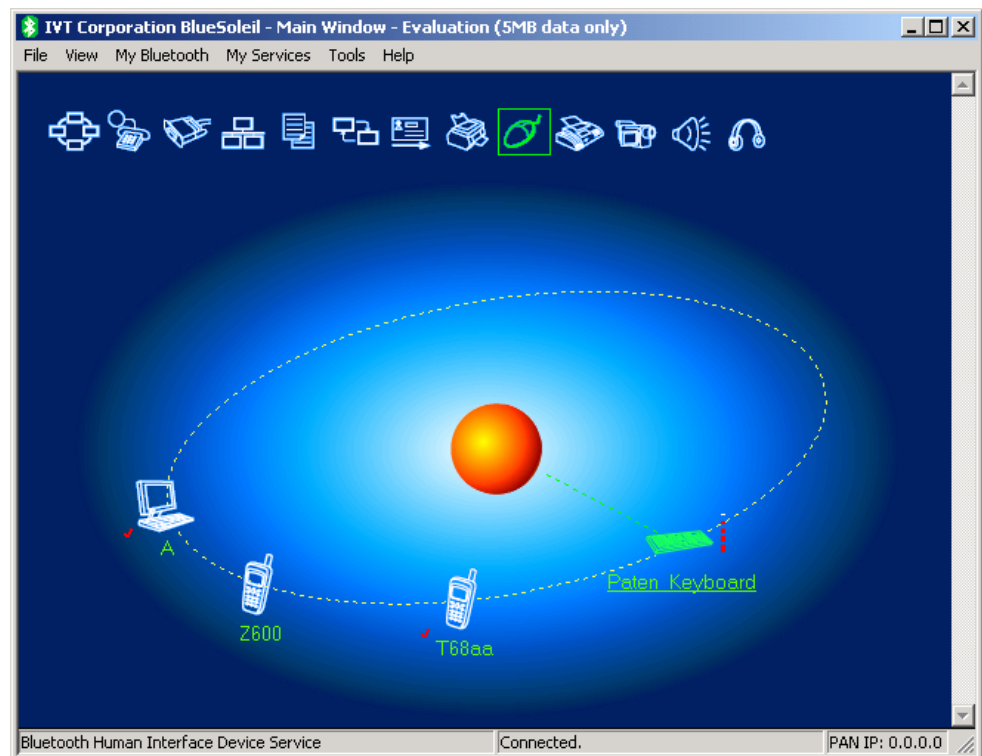 IVT Corporation BlueSoleil - Main Window - Evaluation (5MB data only)
File View My Bluetooth My Services Tools Help
A
Z600
T68aa
Paten Keyboard
Bluetooth Human Interface Device Service Connected. PAN IP: 0.0.0.0